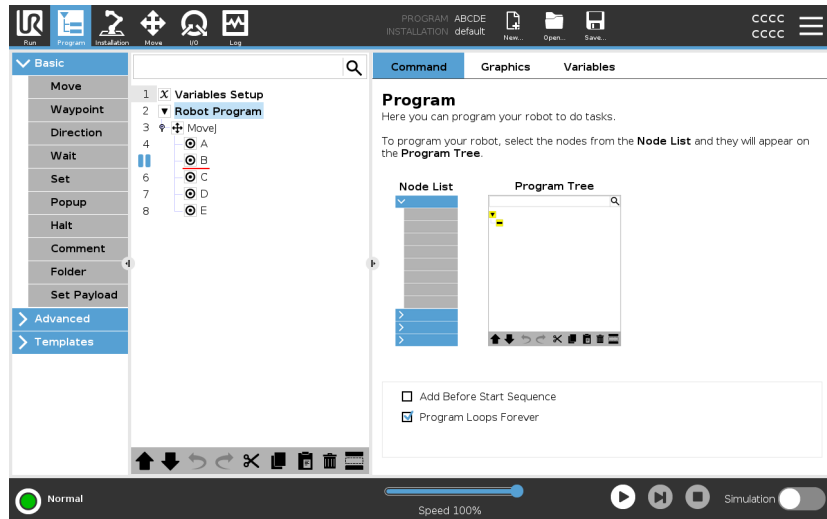 UR
Run
Program
Installation
Move
I/O
Log
PROGRAM ABCDE
INSTALLATION default
New...
Open...
Save...
cccc
cccc
Basic
Move
Waypoint
Direction
Wait
Set
Popup
Halt
Comment
Folder
Set Payload
Advanced
Templates
1 X Variables Setup
2 Robot Program
3 MoveJ
4 A
B
6 C
7 D
8 E
Command Graphics Variables
Program
Here you can program your robot to do tasks.
To program your robot, select the nodes from the Node List and they will appear on
the Program Tree.
Node List Program Tree
Add Before Start Sequence
Program Loops Forever
Normal
Speed 100%
Simulation